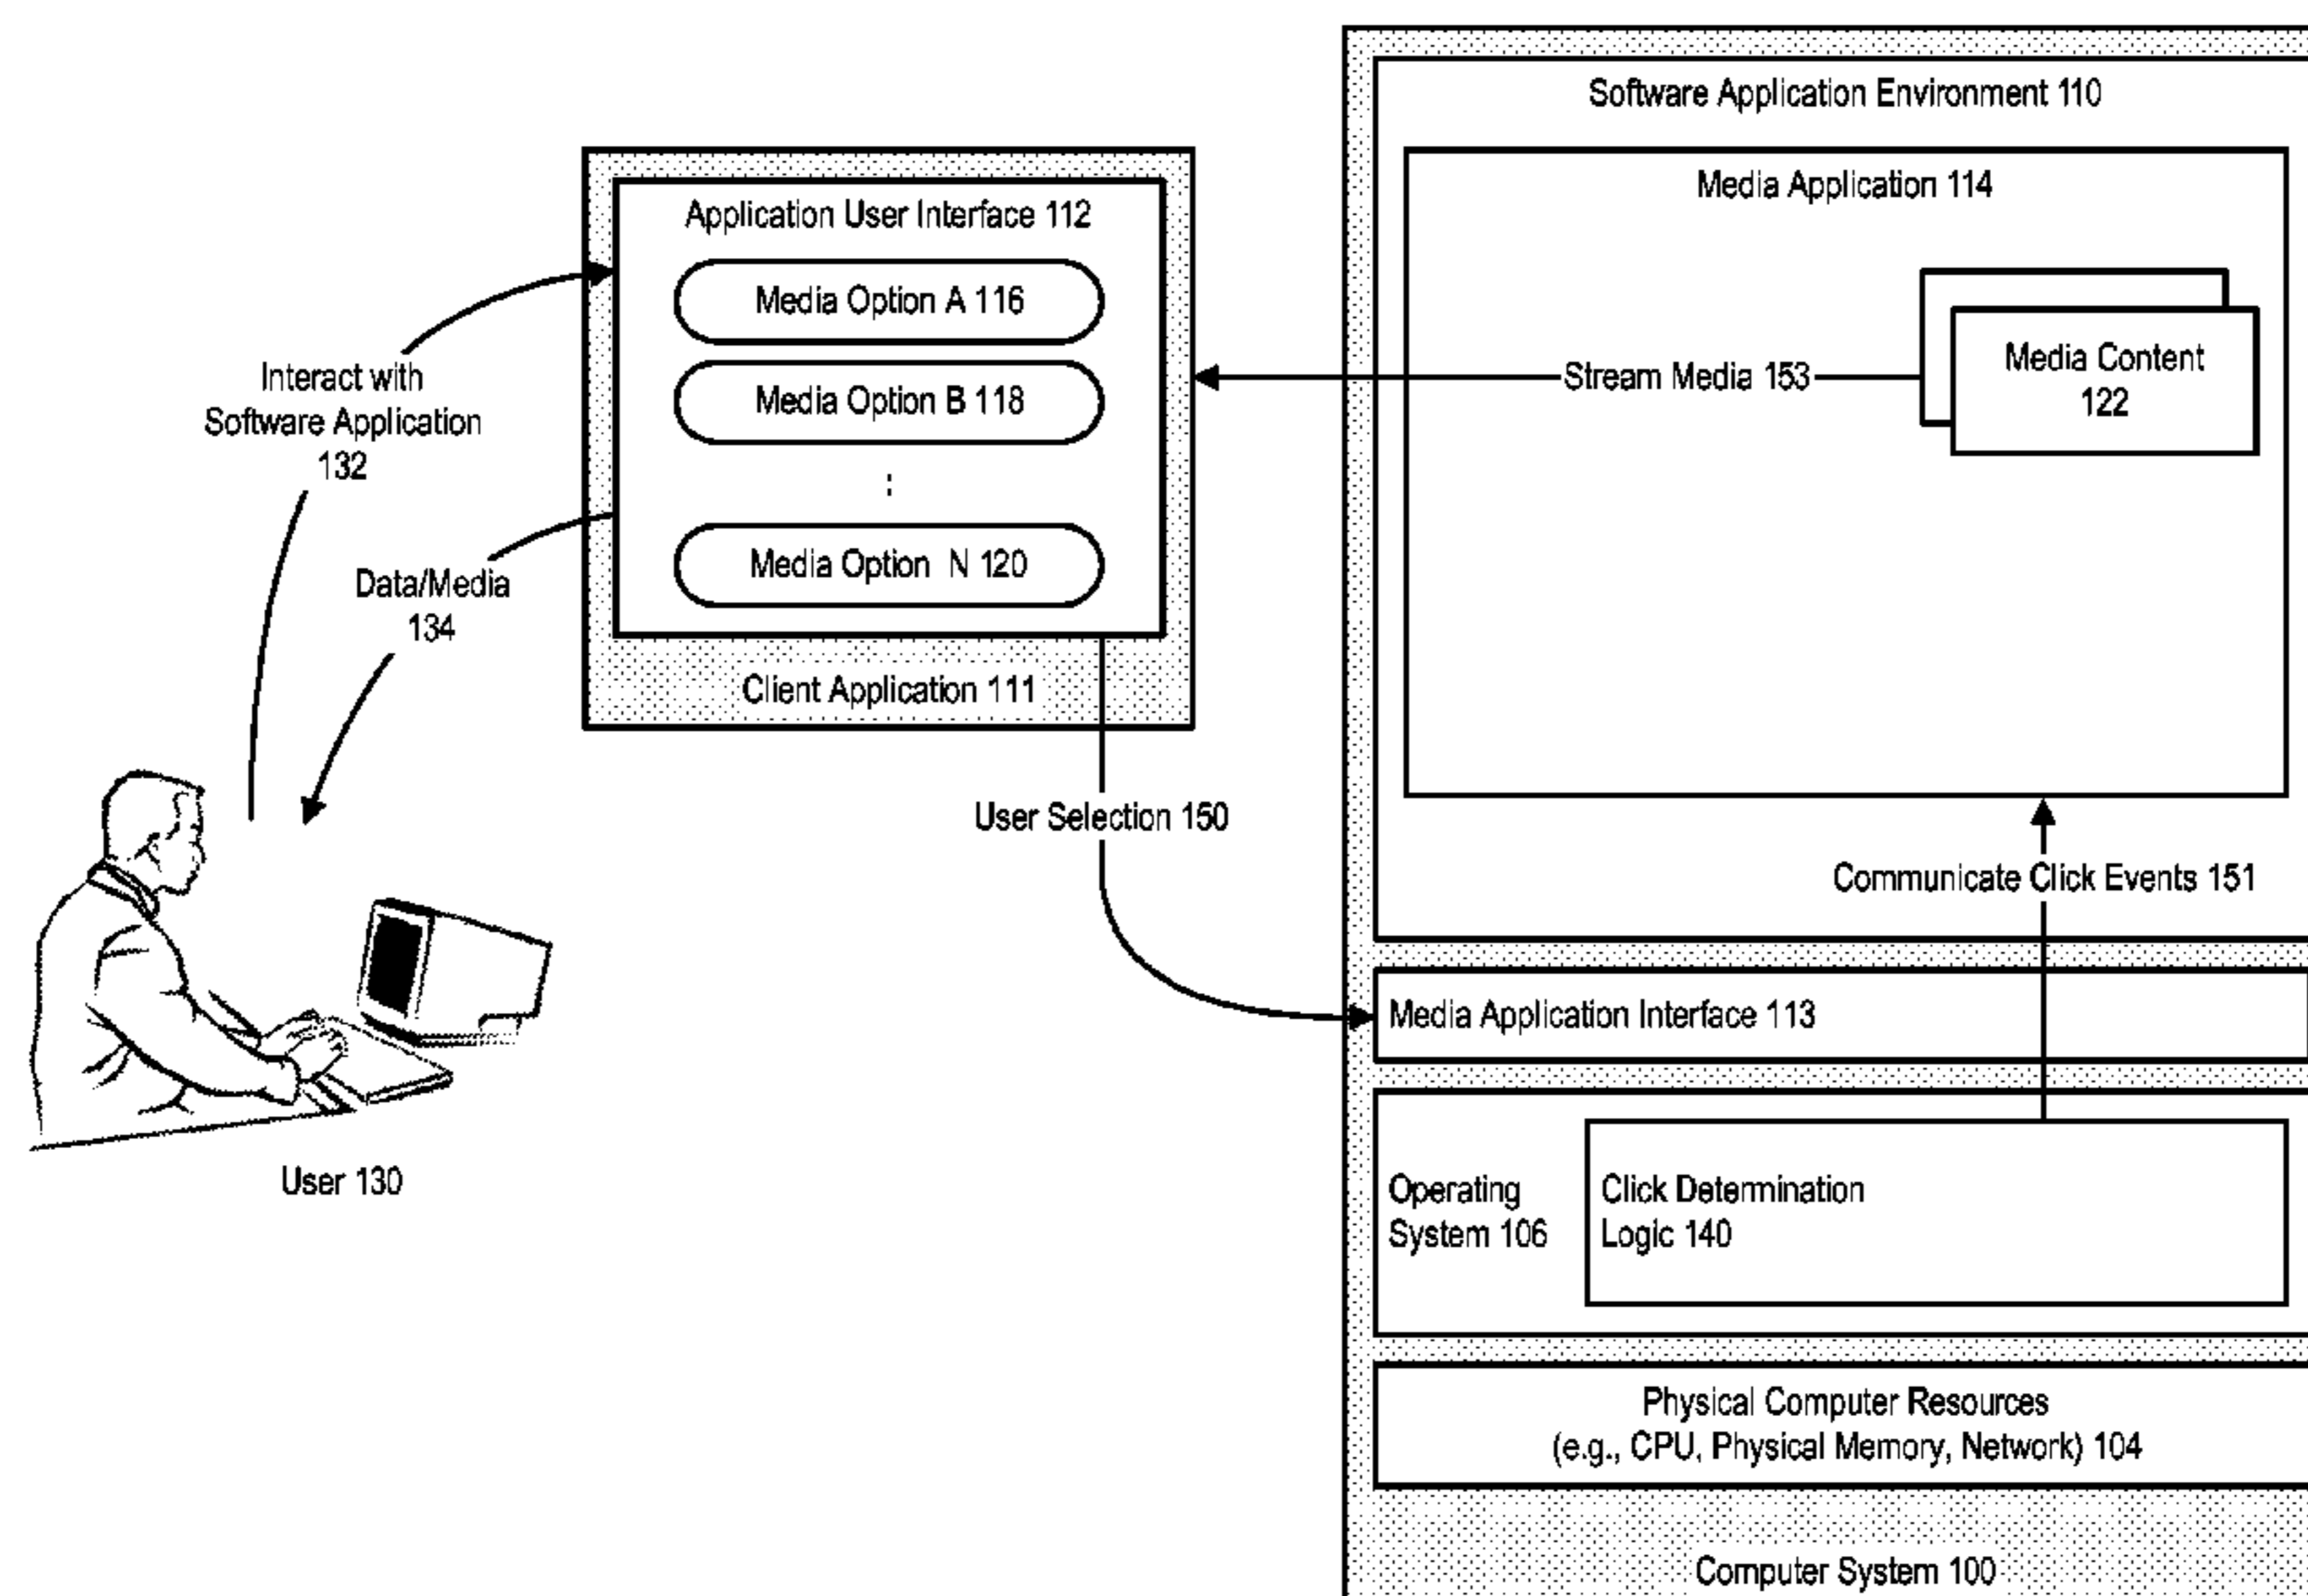 Software Application Environment 110
Media Application 114
Application User Interface 112
Media Option A 116
Media Option B 118
:
Media Option N 120
Client Application 111
Interact with
Software Application
132
Data/Media
134
Stream Media 153
Media Content
122
User Selection 150
Communicate Click Events 151
Media Application Interface 113
User 130
Operating
System 106
Click Determination
Logic 140
Physical Computer Resources
(e.g., CPU, Physical Memory, Network) 104
Computer System 100